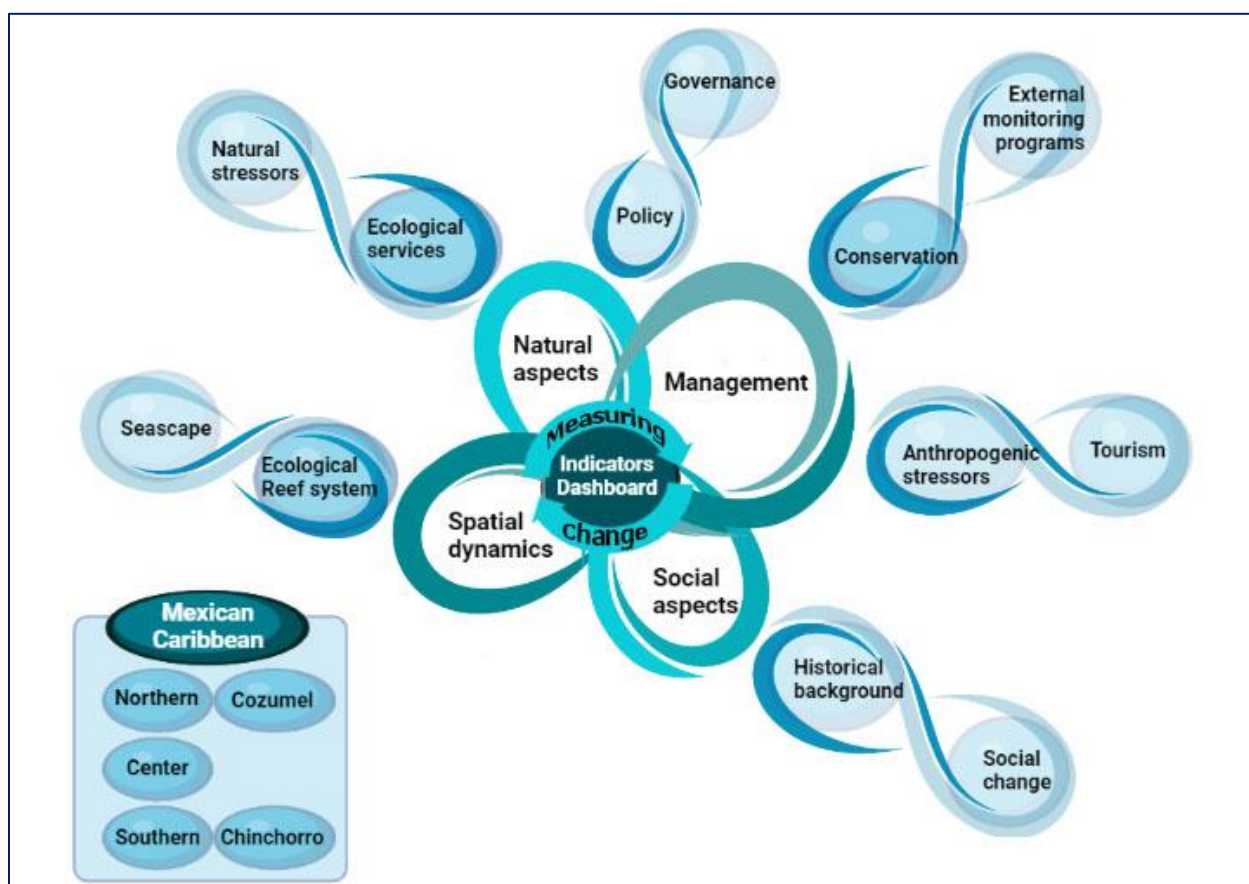 Governance
External
monitoring
programs
Natural
stressors
Policy
Ecological
services
Conservation
Natural
aspects
Management
Seascape
Ecological
Reef system
Measuring
Indicators
Dashboard
Change
Anthropogenic
stressors
Tourism
Spatial
dynamics
Social
aspects
Historical
background
Social
change
Mexican
Caribbean
Northern
Cozumel
Center
Southern
Chinchorro